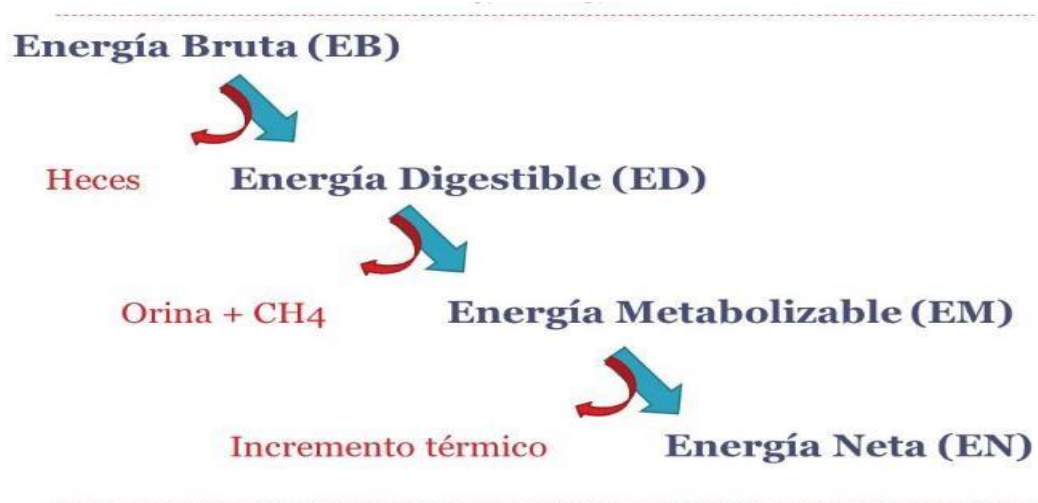 Energía Bruta (EB)
Heces
Energía Digestible (ED)
Orina + CH4
Energía Metabolizable (EM)
Incremento térmico
Energía Neta (EN)